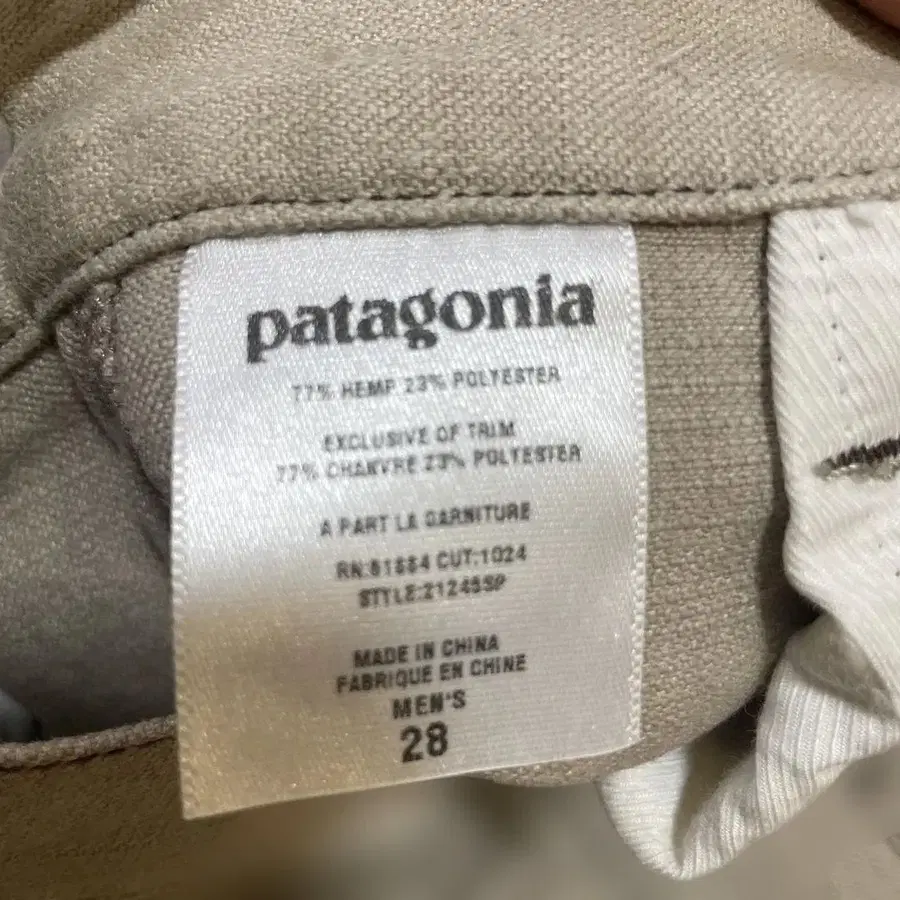 patagonia
77% HEMP 23% POLYESTER
EXCLUSIVE OF TRIM
77% CHANVRE 23% POLYESTER
A PART LA GARNITURE
RN:51884 CUT:1024
STYLE:21245SP
MADE IN CHINA
FABRIQUE EN CHINE
MEN'S
28